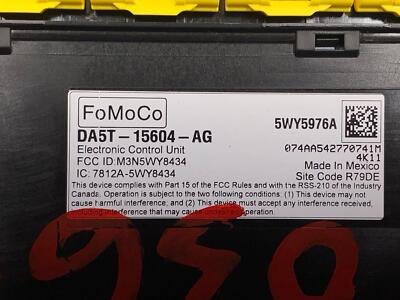 FoMoCo
DA5T-15604-AG
Electronic Control Unit
FCC ID:M3N5WY8434
IC: 7812A-5WY8434
5WY5976A
074AA542770741M
4K11
Made In Mexico
Site Code R79DE
This device complies with Part 15 of the FCC Rules and with the RSS-210 of the Industry
Canada. Operation is subject to the following two conditions: (1) This device may not
cause harmful interference, and (2) This device must accept any interference received,
including interference that may cause undesired operation.